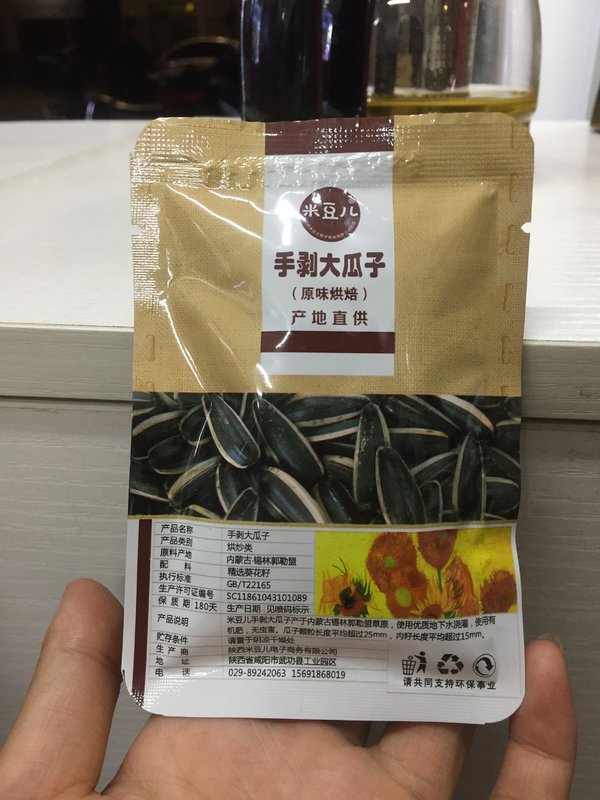 米豆儿
手剥大瓜子
（原味烘焙）
产地直供
产品名称 手剥大瓜子
产品类别 烘炒类
原料产地 内蒙古·锡林郭勒盟
配料 精选葵花籽
执行标准 GB/T22165
生产许可证编号 SC11861043101089
保质期 180天 生产日期 见喷码标示
产品说明 米豆儿手剥大瓜子产于内蒙古锡林郭勒盟草原，使用优质地下水浇灌，使用有
机肥，无虫害，瓜子颗粒长度平均超过25mm，内籽长度平均超过15mm。
贮存条件 请置于阴凉干燥处
生产商 陕西米豆儿电子商务有限公司
地址 陕西省咸阳市武功县工业园区
电话 029-89242063 15691868019
请共同支持环保事业